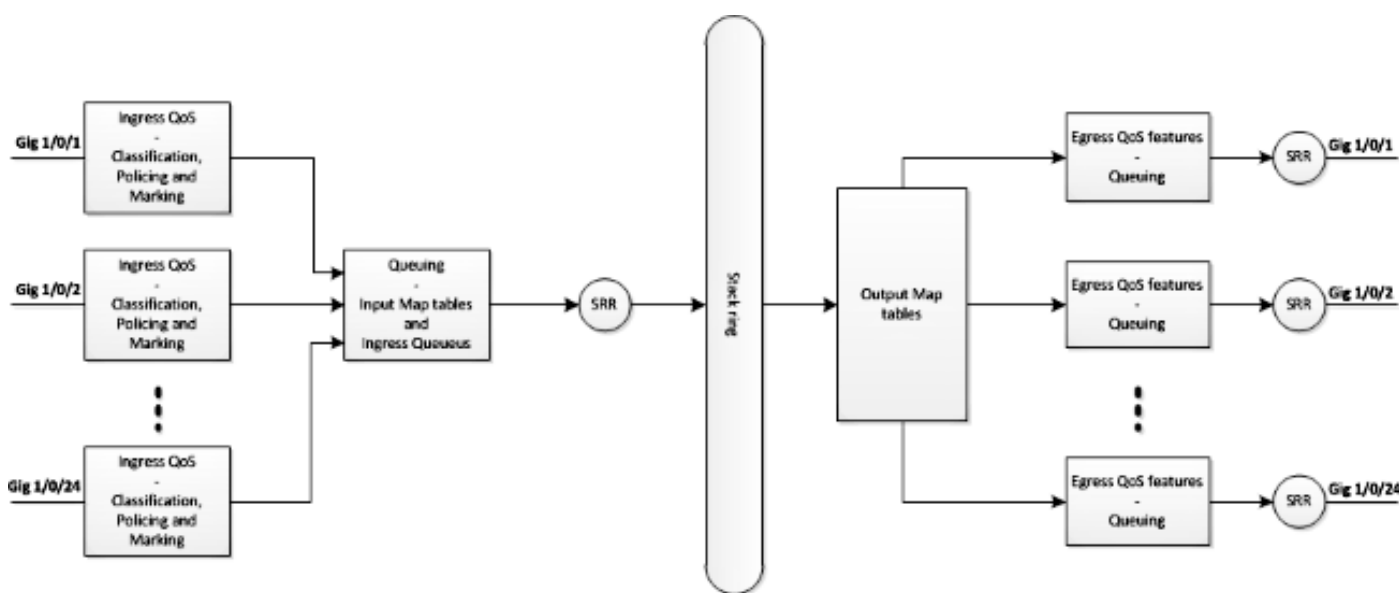 Gig 1/0/1
Ingress QoS
-
Classification,
Policing and
Marking
Gig 1/0/2
Ingress QoS
-
Classification,
Policing and
Marking
Gig 1/0/24
Ingress QoS
-
Classification,
Policing and
Marking
Queuing
-
Input Map tables
and
Ingress Queueus
SRR
Stack ring
Output Map
tables
Egress QoS features
-
Queuing
SRR
Gig 1/0/1
Egress QoS features
-
Queuing
SRR
Gig 1/0/2
Egress QoS features
-
Queuing
SRR
Gig 1/0/24